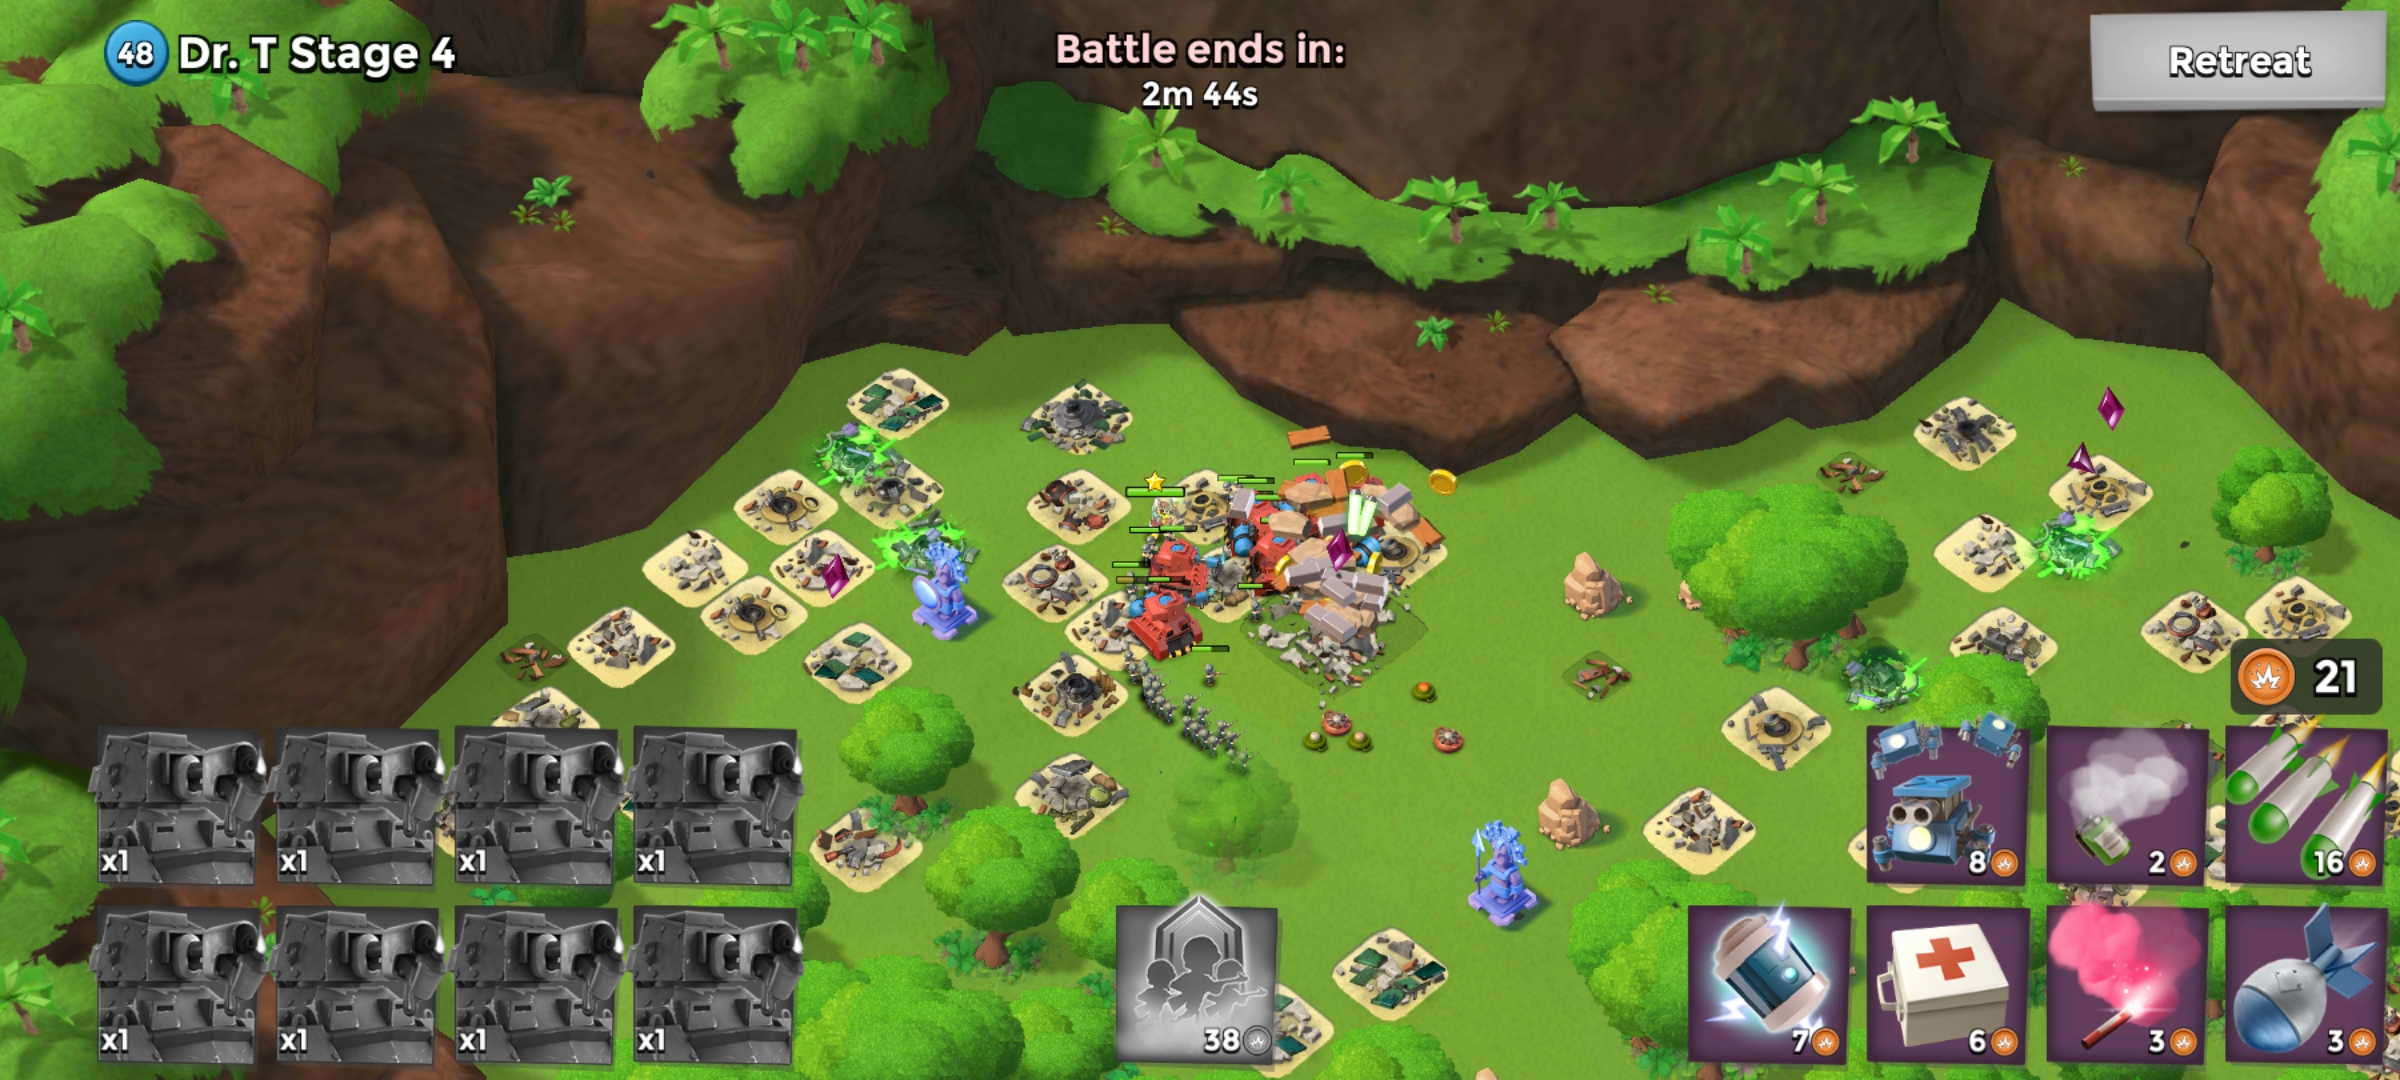 48 Dr. T Stage 4
Battle ends in:
2m 44s
Retreat
21
x1 x1 x1 x1
8 2 16
x1 x1 x1 x1
38
7 6 3 3